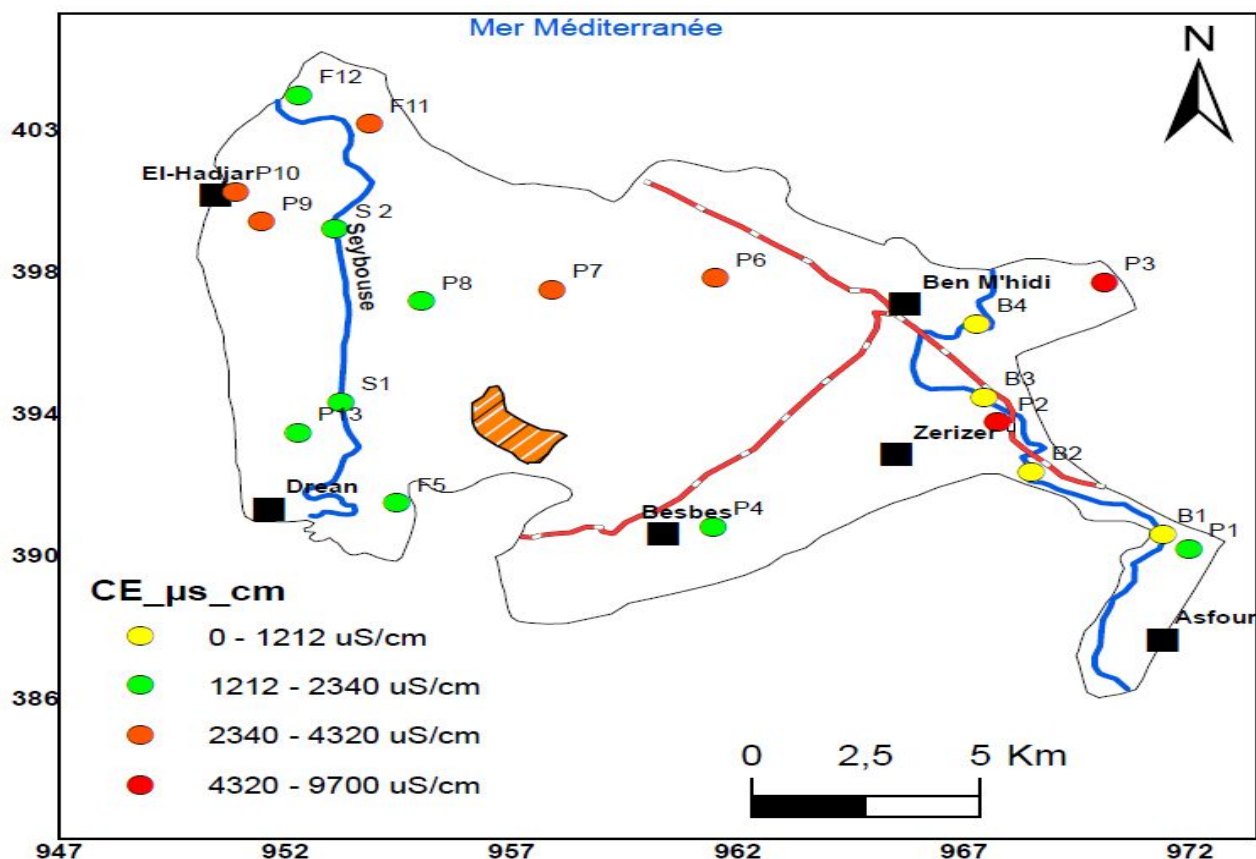 Mer Méditerranée
N
F12
F11
403
El-Hadjar
P10
P9
S 2
Seybouse
398
P8
P7
P6
Ben M'hidi
P3
B4
S1
394
P13
B3
P2
Zerizer
B2
Drean
F5
Besbes
P4
B1
P1
390
Asfour
CE_µs_cm
0 - 1212 uS/cm
1212 - 2340 uS/cm
386
2340 - 4320 uS/cm
4320 - 9700 uS/cm
0 2,5 5 Km
947 952 957 962 967 972